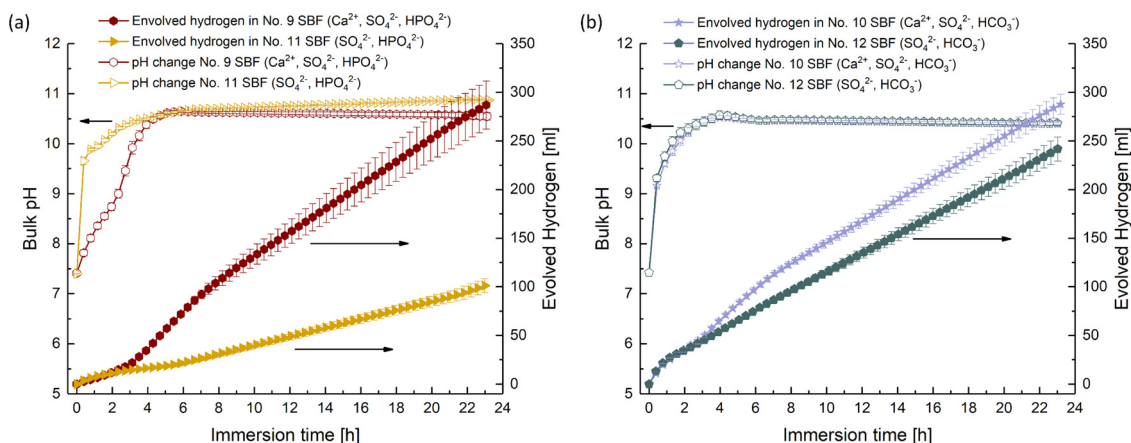 (a)
Envolved hydrogen in No. 9 SBF (Ca²⁺, SO₄²⁻, HPO₄²⁻)
Envolved hydrogen in No. 11 SBF (SO₄²⁻, HPO₄²⁻)
pH change No. 9 SBF (Ca²⁺, SO₄²⁻, HPO₄²⁻)
pH change No. 11 SBF (SO₄²⁻, HPO₄²⁻)
12
11
10
9
8
7
6
5
Bulk pH
350
300
250
200
150
100
50
0
Evolved Hydrogen [ml]
0 2 4 6 8 10 12 14 16 18 20 22 24
Immersion time [h]
(b)
Envolved hydrogen in No. 10 SBF (Ca²⁺, SO₄²⁻, HCO₃⁻)
Envolved hydrogen in No. 12 SBF (SO₄²⁻, HCO₃⁻)
pH change No. 10 SBF (Ca²⁺, SO₄²⁻, HCO₃⁻)
pH change No. 12 SBF (SO₄²⁻, HCO₃⁻)
12
11
10
9
8
7
6
5
Bulk pH
350
300
250
200
150
100
50
0
Evolved Hydrogen [ml]
0 2 4 6 8 10 12 14 16 18 20 22 24
Immersion time [h]